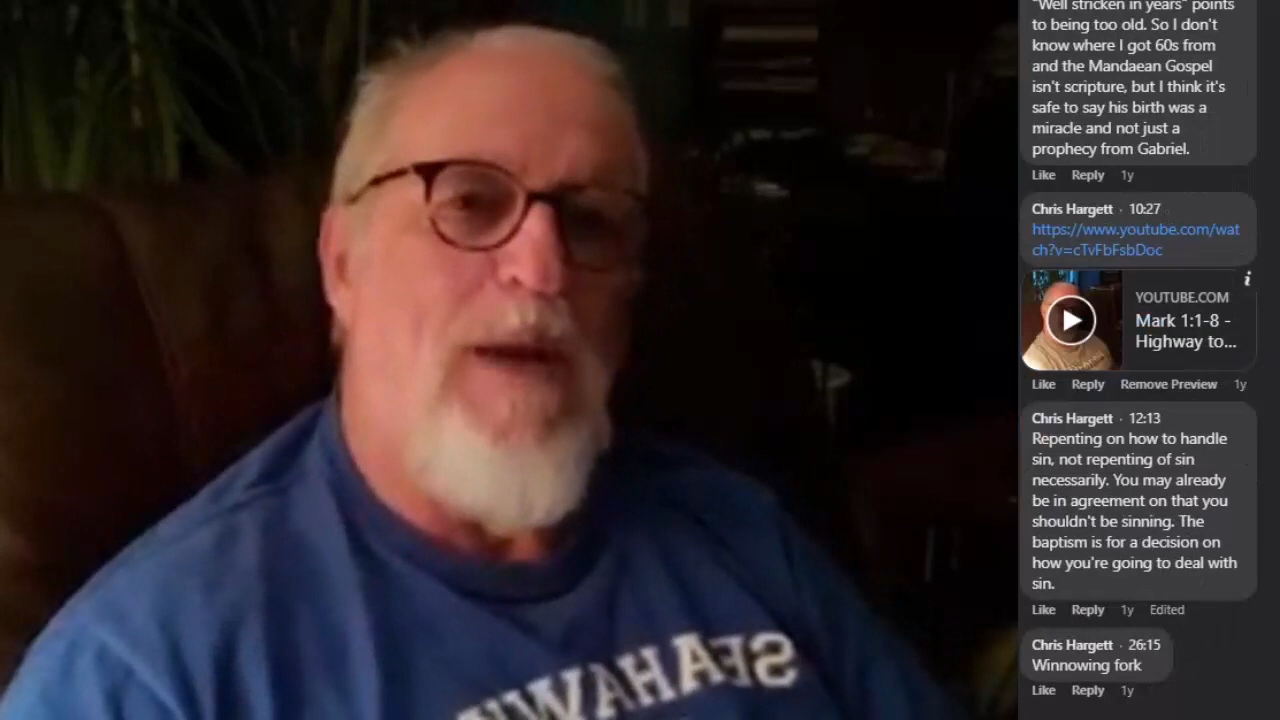 "Well stricken in years" points
to being too old. So I don't
know where I got 60s from
and the Mandaean Gospel
isn't scripture, but I think it's
safe to say his birth was a
miracle and not just a
prophecy from Gabriel.
Like Reply 1y
Chris Hargett · 10:27
https://www.youtube.com/wat
ch?v=cTvFbFsbDoc
YOUTUBE.COM
Mark 1:1-8 -
Highway to...
Like Reply Remove Preview 1y
Chris Hargett · 12:13
Repenting on how to handle
sin, not repenting of sin
necessarily. You may already
be in agreement on that you
shouldn't be sinning. The
baptism is for a decision on
how you're going to deal with
sin.
Like Reply 1y Edited
Chris Hargett · 26:15
Winnowing fork
Like Reply 1y
SEAHAW